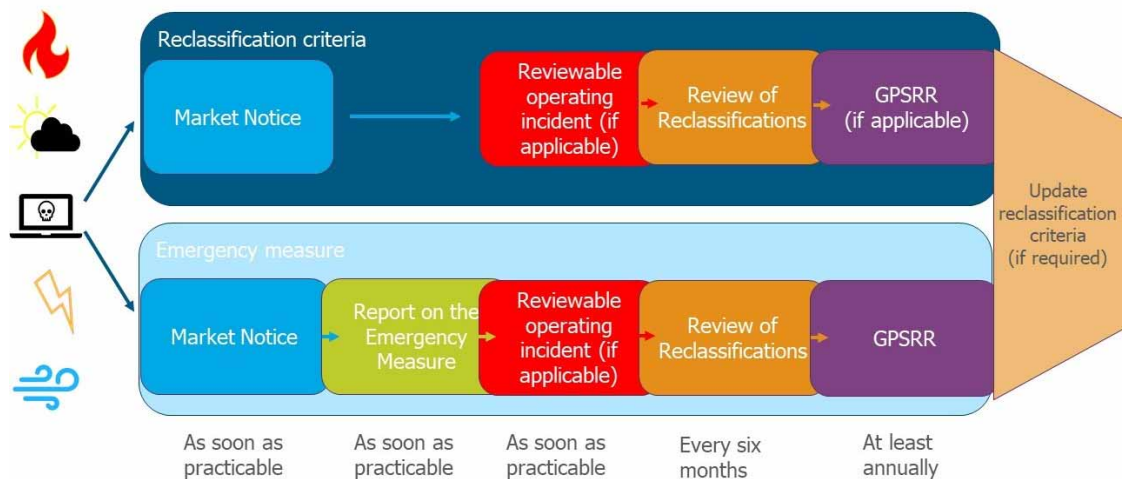 Reclassification criteria
Market Notice
Reviewable
operating
incident (if
applicable)
Review of
Reclassifications
GPSRR
(if applicable)
Update
reclassification
criteria
(if required)
Emergency measure
Market Notice
Report on the
Emergency
Measure
Reviewable
operating
incident (if
applicable)
Review of
Reclassifications
GPSRR
As soon as
practicable
As soon as
practicable
As soon as
practicable
Every six
months
At least
annually